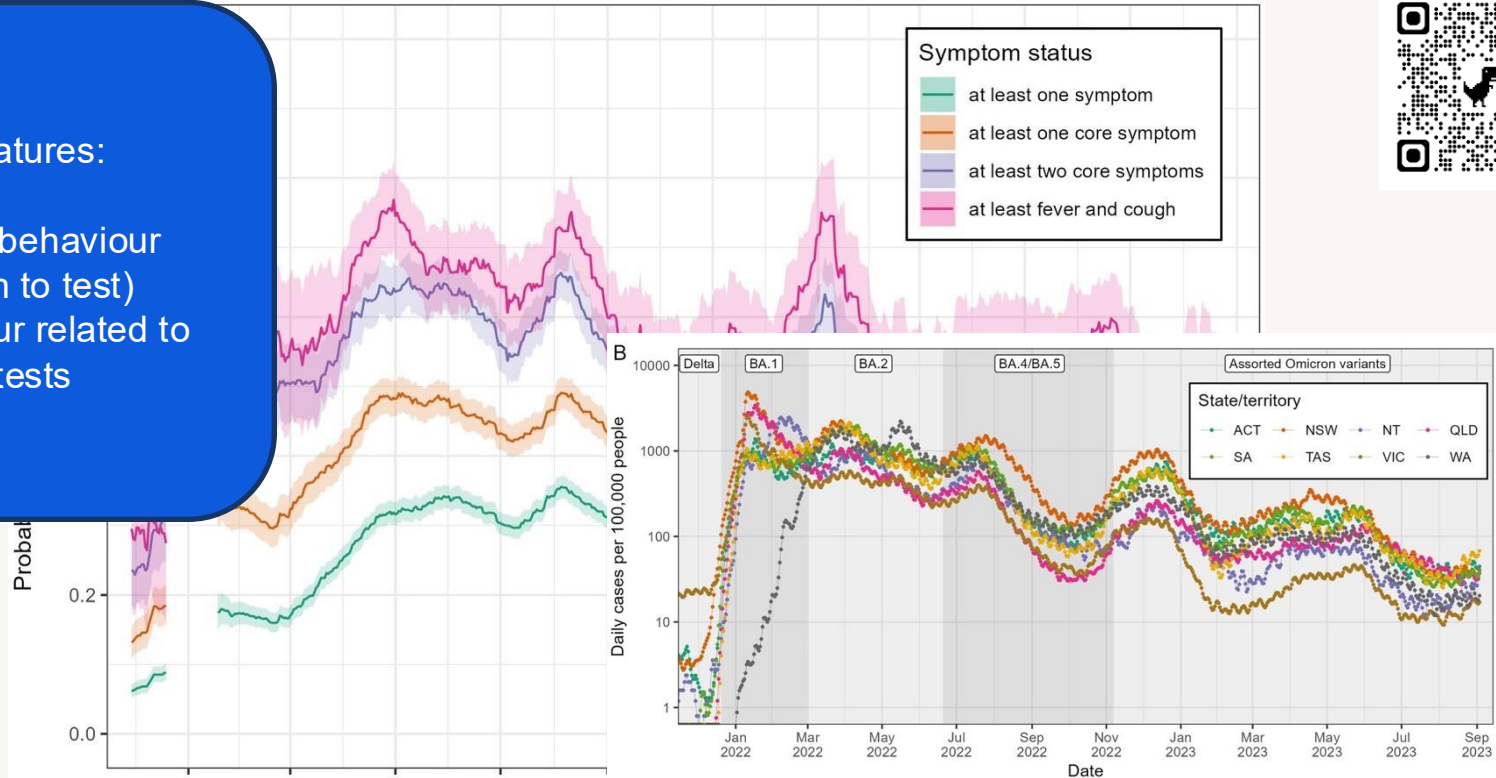 atures:
behaviour
n to test)
ur related to
tests
Symptom status
at least one symptom
at least one core symptom
at least two core symptoms
at least fever and cough
Probab
0.2
0.0
B
Delta
BA.1
BA.2
BA.4/BA.5
Assorted Omicron variants
State/territory
ACT NSW NT QLD
SA TAS VIC WA
Daily cases per 100,000 people
10000
1000
100
10
1
Jan Mar May Jul Sep Nov Jan Mar May Jul Sep
2022 2022 2022 2022 2022 2022 2023 2023 2023 2023 2023
Date